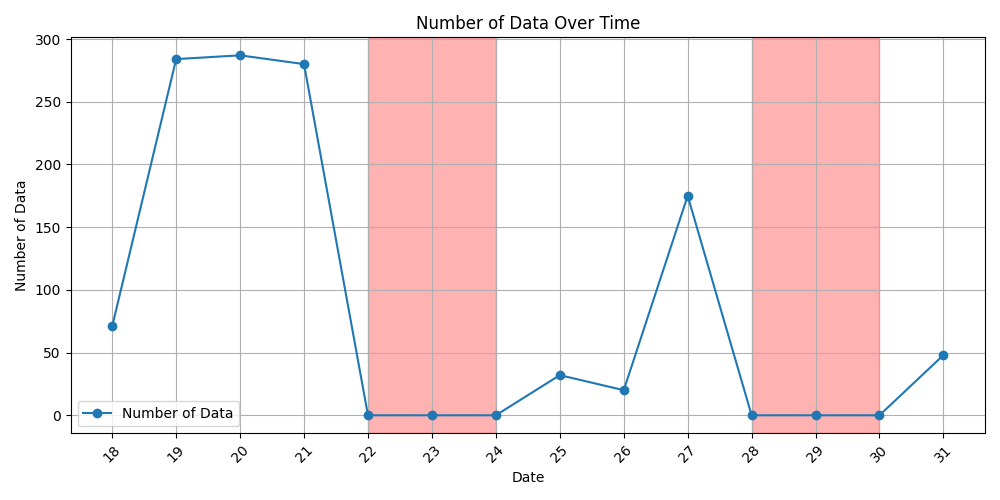 Number of Data Over Time
300
250
200
150
100
50
0
Number of Data
Number of Data
18 19 20 21 22 23 24 25 26 27 28 29 30 31
Date